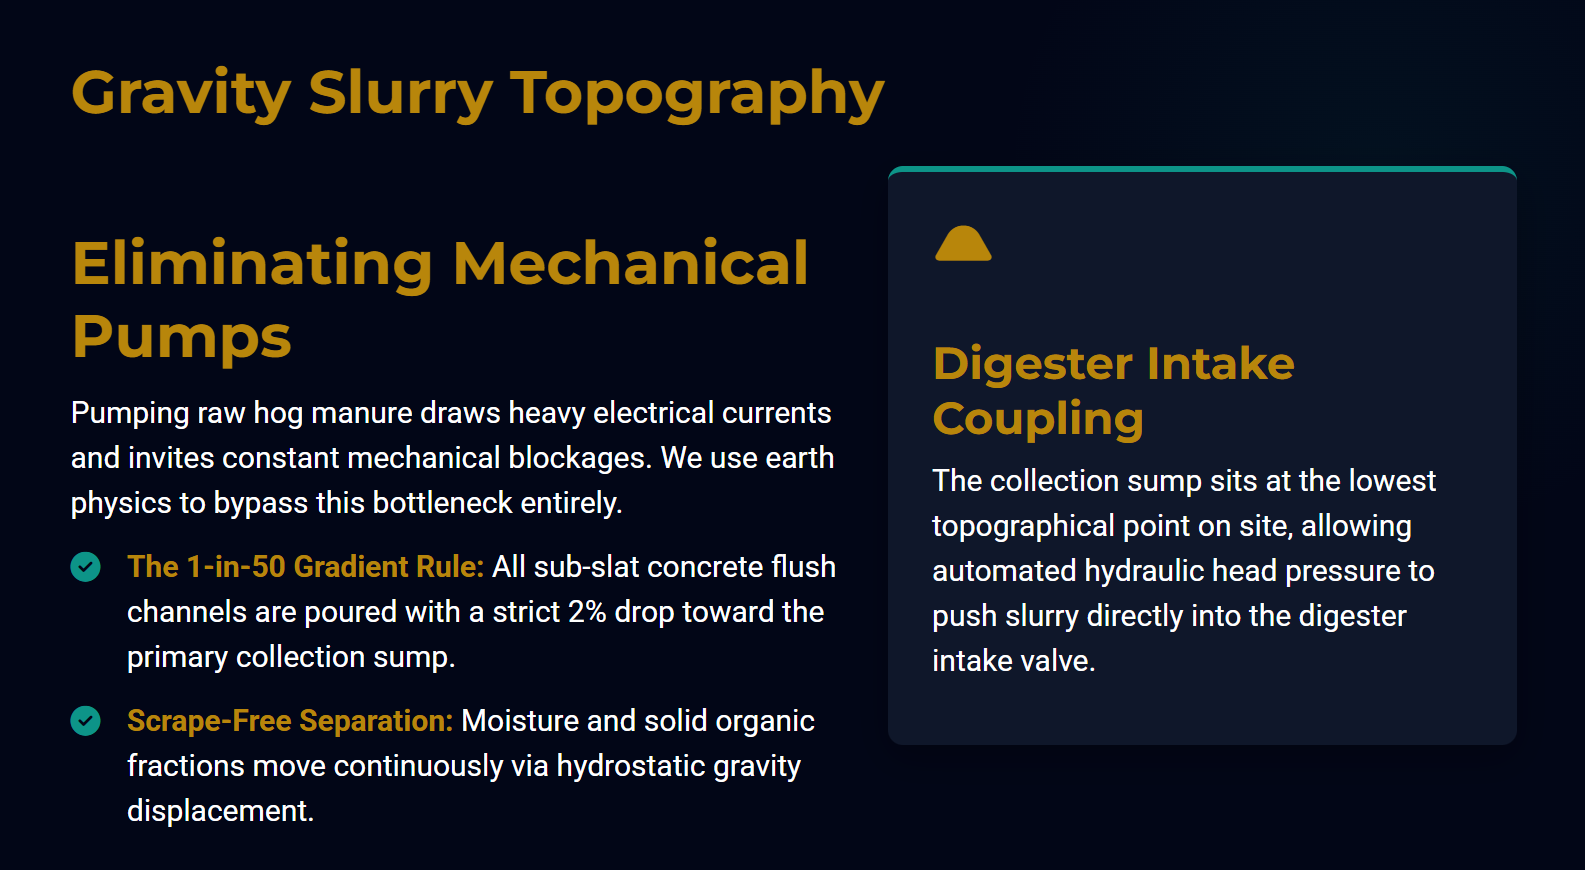 Gravity Slurry Topography
Eliminating Mechanical
Pumps
Pumping raw hog manure draws heavy electrical currents
and invites constant mechanical blockages. We use earth
physics to bypass this bottleneck entirely.
The 1-in-50 Gradient Rule: All sub-slat concrete flush
channels are poured with a strict 2% drop toward the
primary collection sump.
Scrape-Free Separation: Moisture and solid organic
fractions move continuously via hydrostatic gravity
displacement.
Digester Intake
Coupling
The collection sump sits at the lowest
topographical point on site, allowing
automated hydraulic head pressure to
push slurry directly into the digester
intake valve.